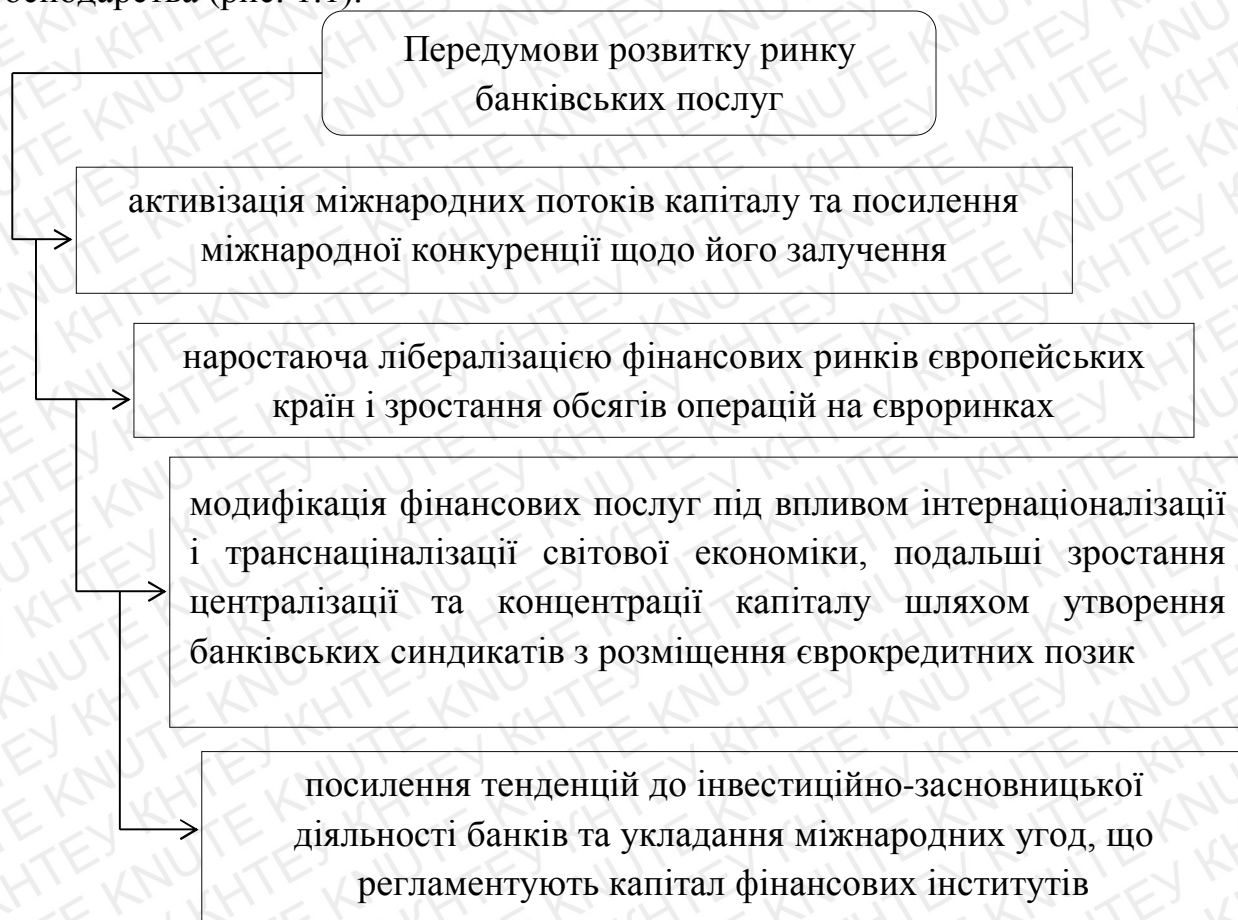 господарства (рис. 1.1).
Передумови розвитку ринку
банківських послуг
активізація міжнародних потоків капіталу та посилення
міжнародної конкуренції щодо його залучення
наростаюча лібералізацією фінансових ринків європейських
країн і зростання обсягів операцій на євроринках
модифікація фінансових послуг під впливом інтернаціоналізації
і транснаціналізації світової економіки, подальші зростання
централізації та концентрації капіталу шляхом утворення
банківських синдикатів з розміщення єврокредитних позик
посилення тенденцій до інвестиційно-засновницької
діяльності банків та укладання міжнародних угод, що
регламентують капітал фінансових інститутів